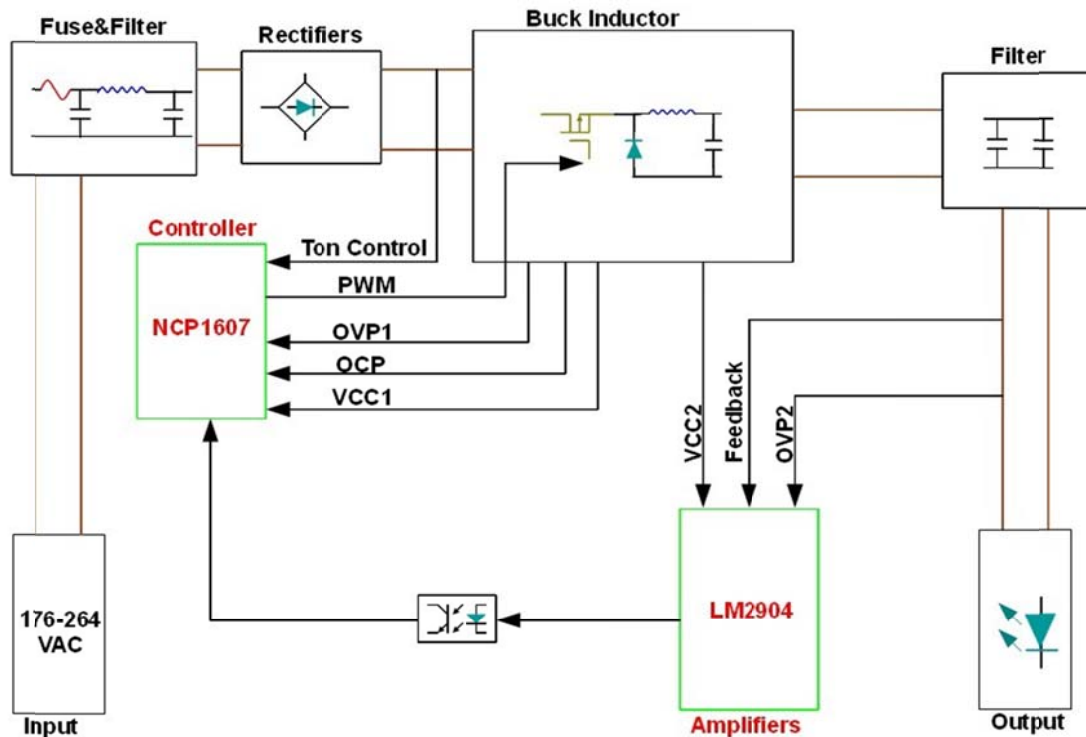 Buck Inductor
Fuse&Filter
Rectifiers
Filter
Controller
Ton Control
PWM
NCP1607
OVP1
OCP
VCC1
VCC2
Feedback
OVP2
176-264
VAC
LM2904
Input
Amplifiers
Output